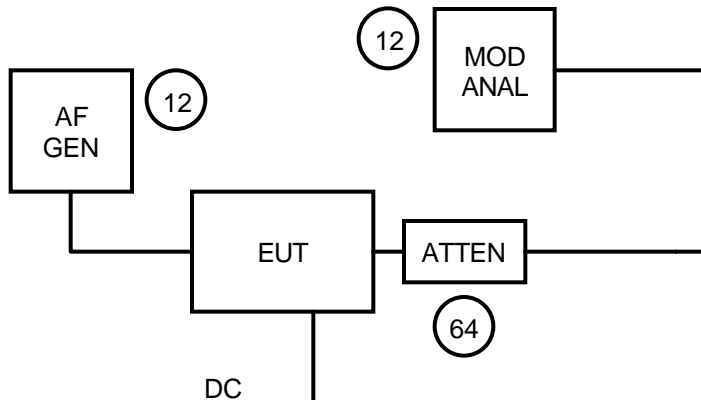 12
MOD
ANAL
AF
GEN
12
EUT
ATTEN
64
DC